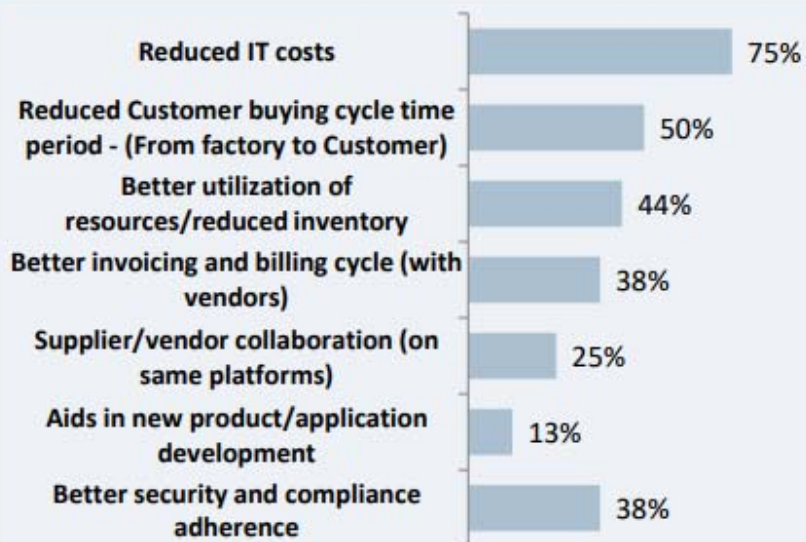 Reduced IT costs
75%
Reduced Customer buying cycle time
period - (From factory to Customer)
50%
Better utilization of
resources/reduced inventory
44%
Better invoicing and billing cycle (with
vendors)
38%
Supplier/vendor collaboration (on
same platforms)
25%
Aids in new product/application
development
13%
Better security and compliance
adherence
38%